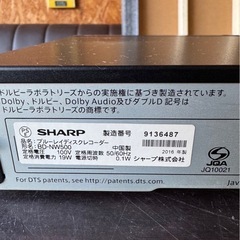 ドルビーラボラトリーズからの実施権に基づき製造されています。
Dolby、ドルビー、Dolby Audio及びダブルD記号は
ドルビーラボラトリーズの商標です。
SHARP
製造番号
9136487
品名 ブルーレイディスクレコーダー
形名 BD-NW500
中国製
2016 年製
定格電圧 100V 定格周波数 50/60Hz
定格消費電力 19W 電源切時 0.1W
シャープ株式会社
JQA
JQ10021
For DTS patents, see http://patents.dts.com.
Jav